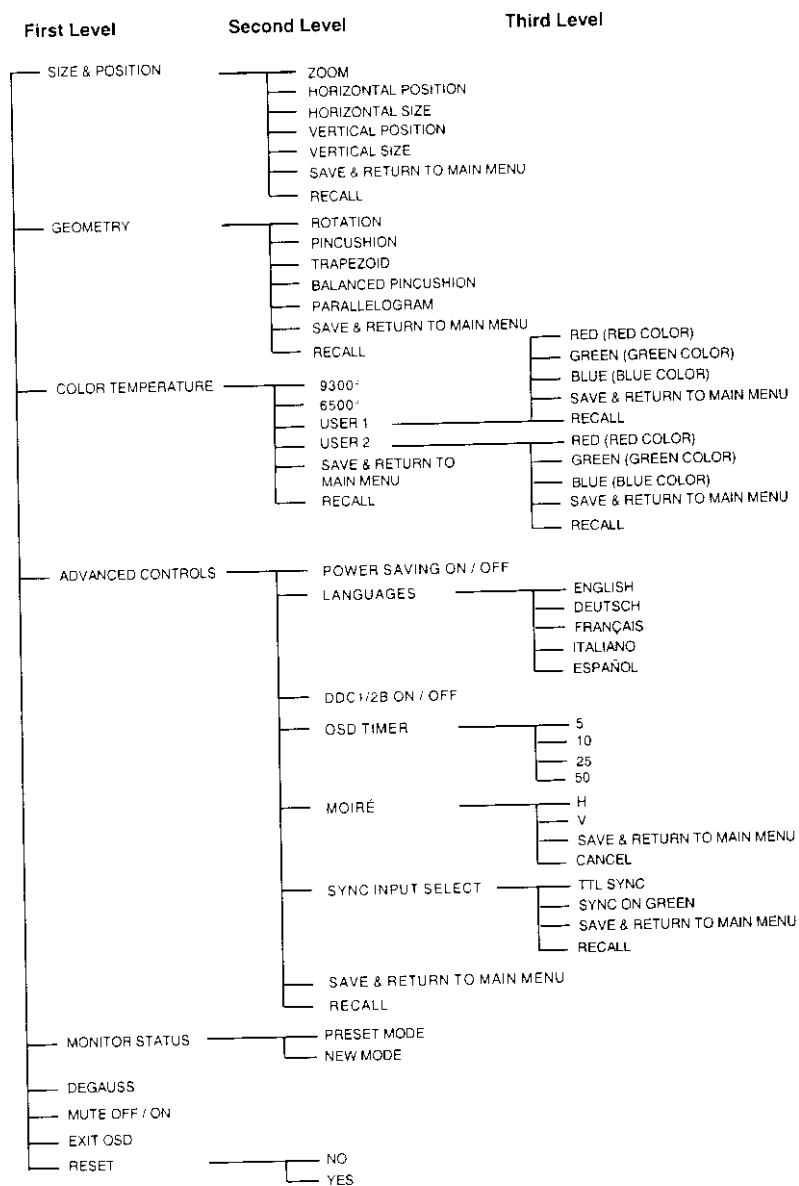 First Level
Second Level
Third Level
SIZE & POSITION
ZOOM
HORIZONTAL POSITION
HORIZONTAL SIZE
VERTICAL POSITION
VERTICAL SIZE
SAVE & RETURN TO MAIN MENU
RECALL
GEOMETRY
ROTATION
PINCUSHION
TRAPEZOID
BALANCED PINCUSHION
PARALLELOGRAM
SAVE & RETURN TO MAIN MENU
RECALL
COLOR TEMPERATURE
9300°
6500°
USER 1
RED (RED COLOR)
GREEN (GREEN COLOR)
BLUE (BLUE COLOR)
SAVE & RETURN TO MAIN MENU
RECALL
USER 2
RED (RED COLOR)
GREEN (GREEN COLOR)
BLUE (BLUE COLOR)
SAVE & RETURN TO MAIN MENU
RECALL
SAVE & RETURN TO
MAIN MENU
RECALL
ADVANCED CONTROLS
POWER SAVING ON / OFF
LANGUAGES
ENGLISH
DEUTSCH
FRANÇAIS
ITALIANO
ESPAÑOL
DDC1/2B ON / OFF
OSD TIMER
5
10
25
50
MOIRÉ
H
V
SAVE & RETURN TO MAIN MENU
CANCEL
SYNC INPUT SELECT
TTL SYNC
SYNC ON GREEN
SAVE & RETURN TO MAIN MENU
RECALL
SAVE & RETURN TO MAIN MENU
RECALL
MONITOR STATUS
PRESET MODE
NEW MODE
DEGAUSS
MUTE OFF / ON
EXIT OSD
RESET
NO
YES